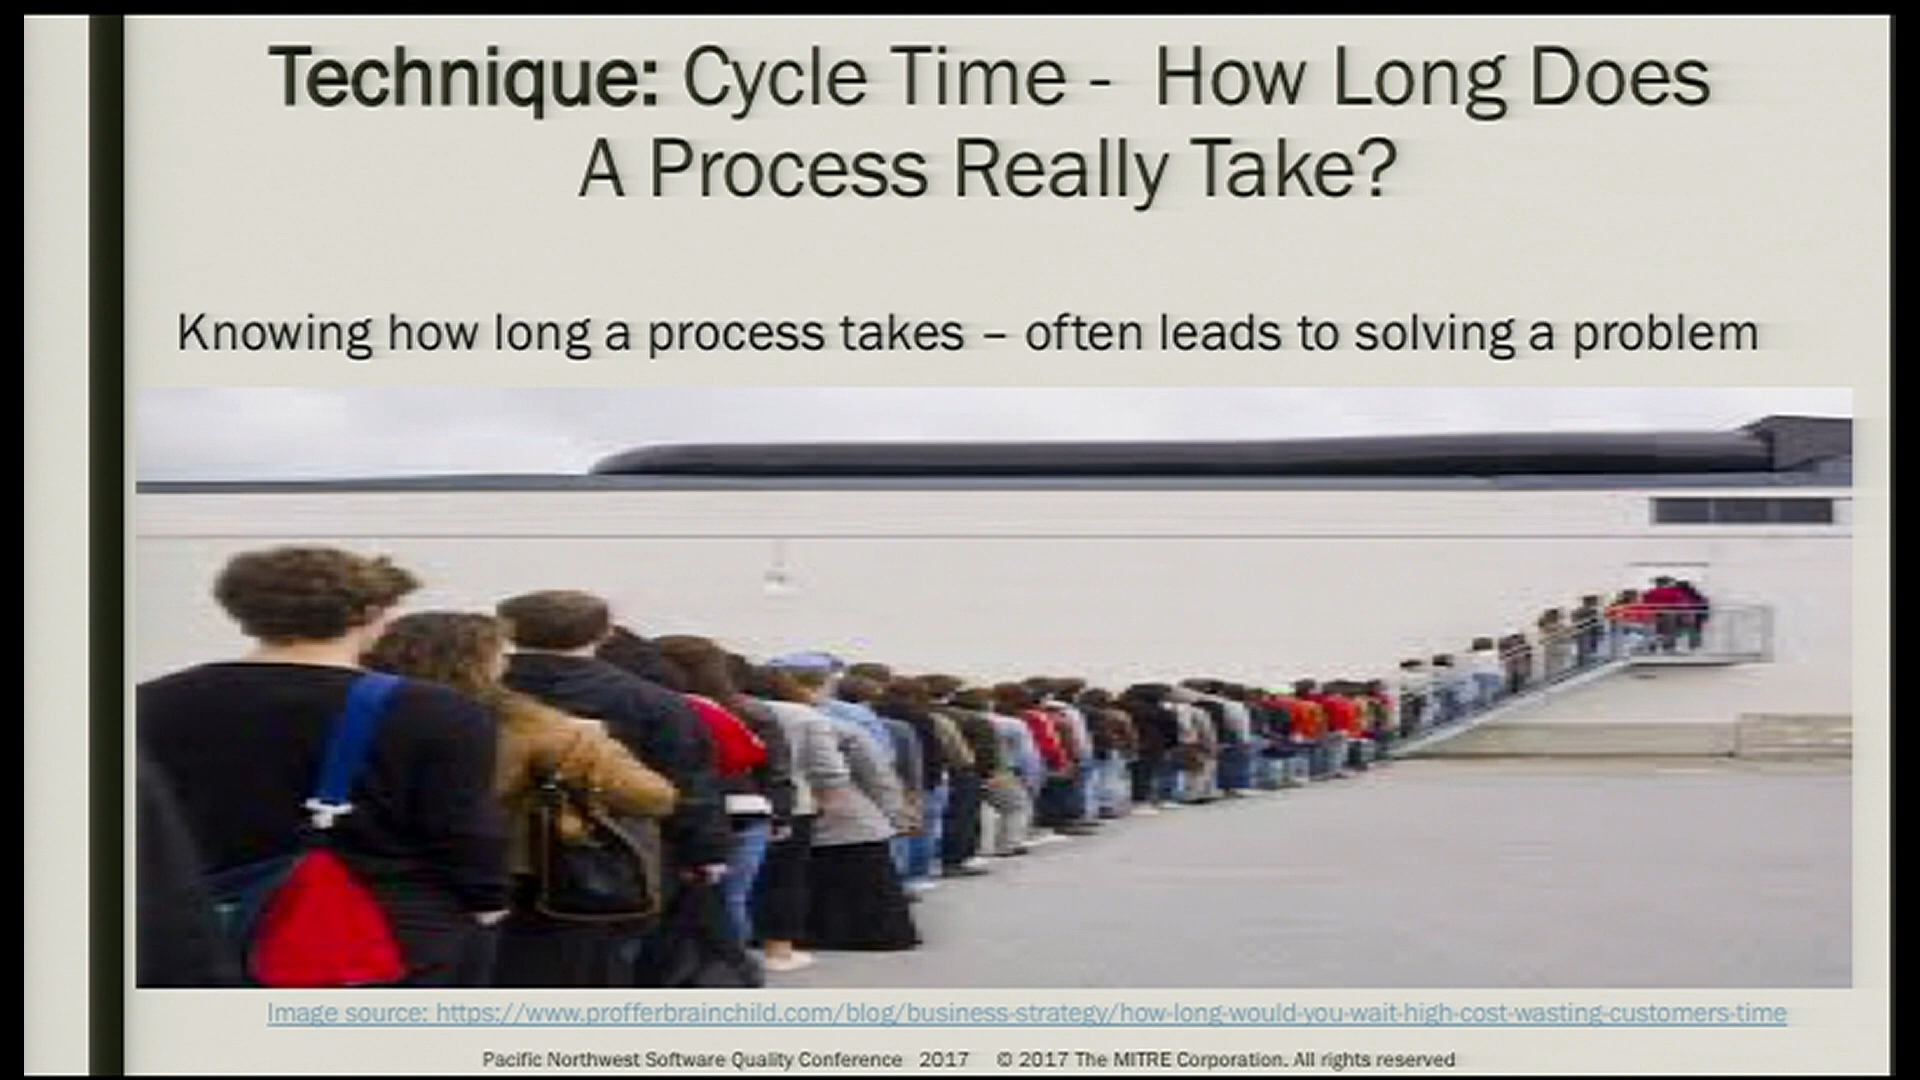 Technique: Cycle Time - How Long Does
A Process Really Take?
Knowing how long a process takes – often leads to solving a problem
Image source: https://www.profferbrainchild.com/blog/business-strategy/how-long-would-you-wait-high-cost-wasting-customers-time
Pacific Northwest Software Quality Conference 2017 © 2017 The MITRE Corporation. All rights reserved